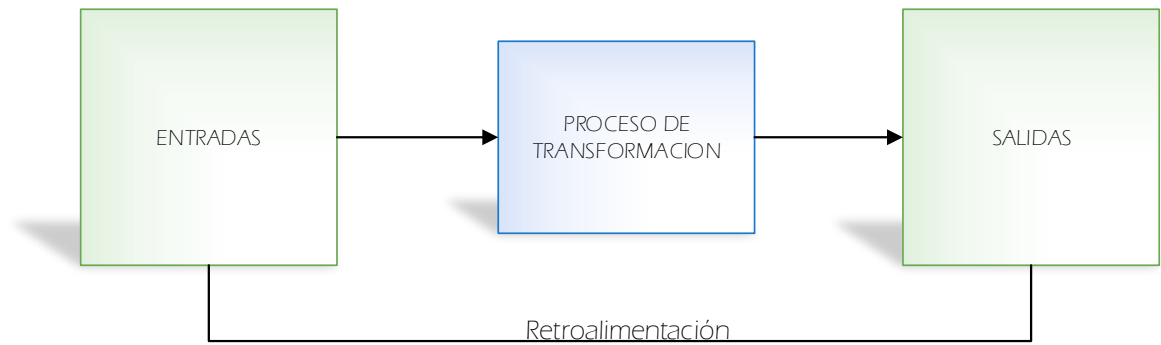 ENTRADAS
PROCESO DE
TRANSFORMACION
SALIDAS
Retroalimentación